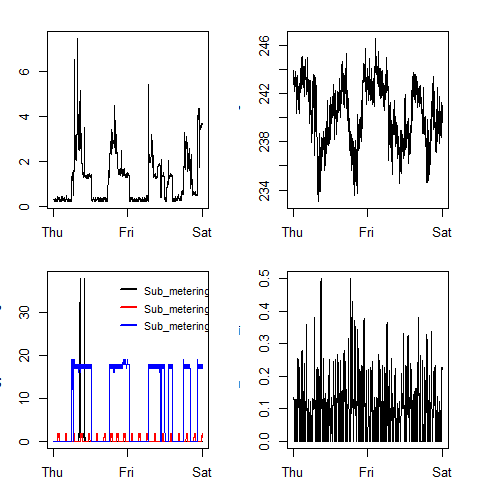 0 2 4 6
Thu Fri Sat
234 238 242 246
Thu Fri Sat
0 10 20 30
Sub_metering
Sub_metering
Sub_metering
Thu Fri Sat
0.0 0.1 0.2 0.3 0.4 0.5
Thu Fri Sat